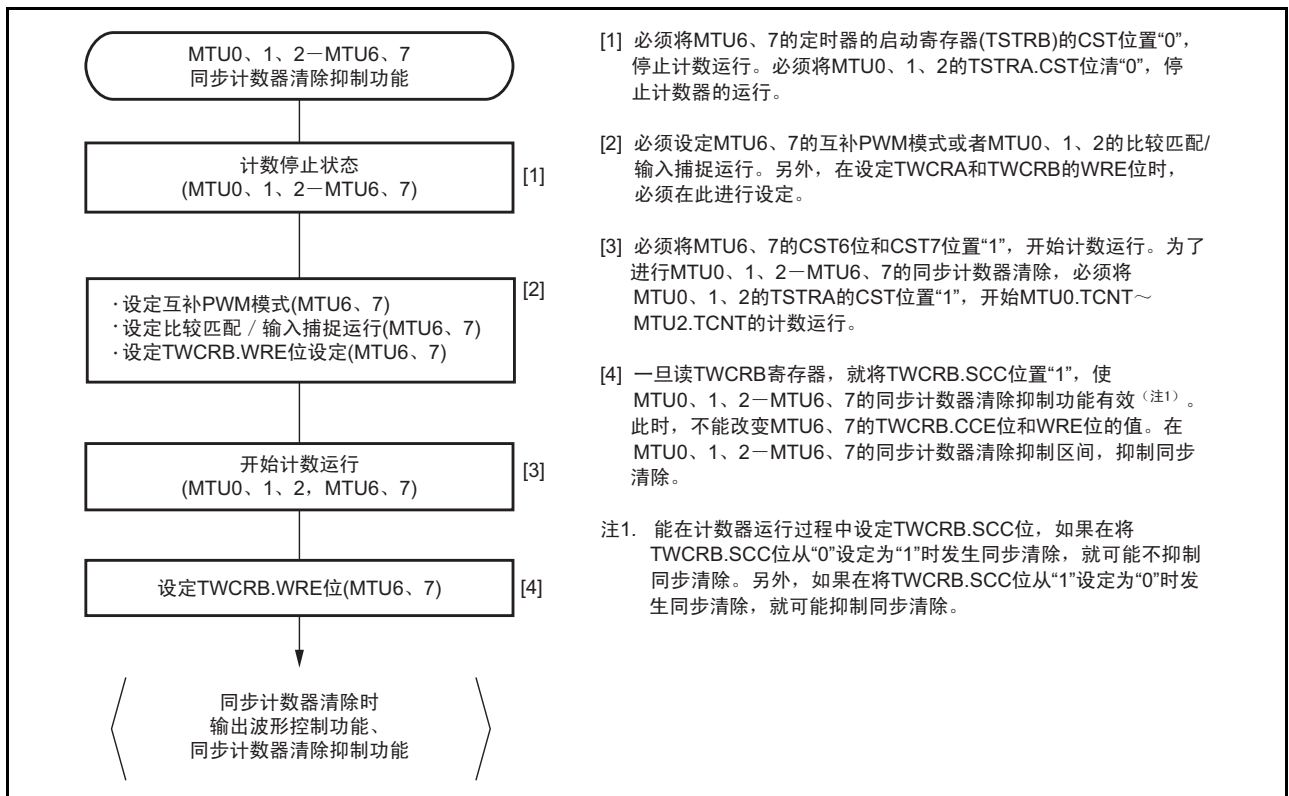 MTU0、1、2－MTU6、7
同步计数器清除抑制功能
计数停止状态
(MTU0、1、2－MTU6、7)
[1]
·设定互补PWM模式(MTU6、7)
·设定比较匹配 / 输入捕捉运行(MTU6、7)
·设定TWCRB.WRE位设定(MTU6、7)
[2]
开始计数运行
(MTU0、1、2，MTU6、7)
[3]
设定TWCRB.WRE位(MTU6、7)
[4]
同步计数器清除时
输出波形控制功能、
同步计数器清除抑制功能
[1] 必须将MTU6、7的定时器的启动寄存器(TSTRB)的CST位置“0”，
停止计数运行。必须将MTU0、1、2的TSTRA.CST位清“0”，停
止计数器的运行。
[2] 必须设定MTU6、7的互补PWM模式或者MTU0、1、2的比较匹配/
输入捕捉运行。另外，在设定TWCRA和TWCRB的WRE位时，
必须在此进行设定。
[3] 必须将MTU6、7的CST6位和CST7位置“1”，开始计数运行。为了
进行MTU0、1、2－MTU6、7的同步计数器清除，必须将
MTU0、1、2的TSTRA的CST位置“1”，开始MTU0.TCNT～
MTU2.TCNT的计数运行。
[4] 一旦读TWCRB寄存器，就将TWCRB.SCC位置“1”，使
MTU0、1、2－MTU6、7的同步计数器清除抑制功能有效（注1）。
此时，不能改变MTU6、7的TWCRB.CCE位和WRE位的值。在
MTU0、1、2－MTU6、7的同步计数器清除抑制区间，抑制同步
清除。
注1. 能在计数器运行过程中设定TWCRB.SCC位，如果在将
TWCRB.SCC位从“0”设定为“1”时发生同步清除，就可能不抑制
同步清除。另外，如果在将TWCRB.SCC位从“1”设定为“0”时发
生同步清除，就可能抑制同步清除。